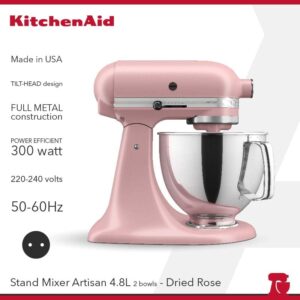 KitchenAid
Made in USA
TILT-HEAD design
FULL METAL
construction
POWER EFFICIENT
300 watt
220-240 volts
50-60Hz
Stand Mixer Artisan 4.8L 2 bowls - Dried Rose